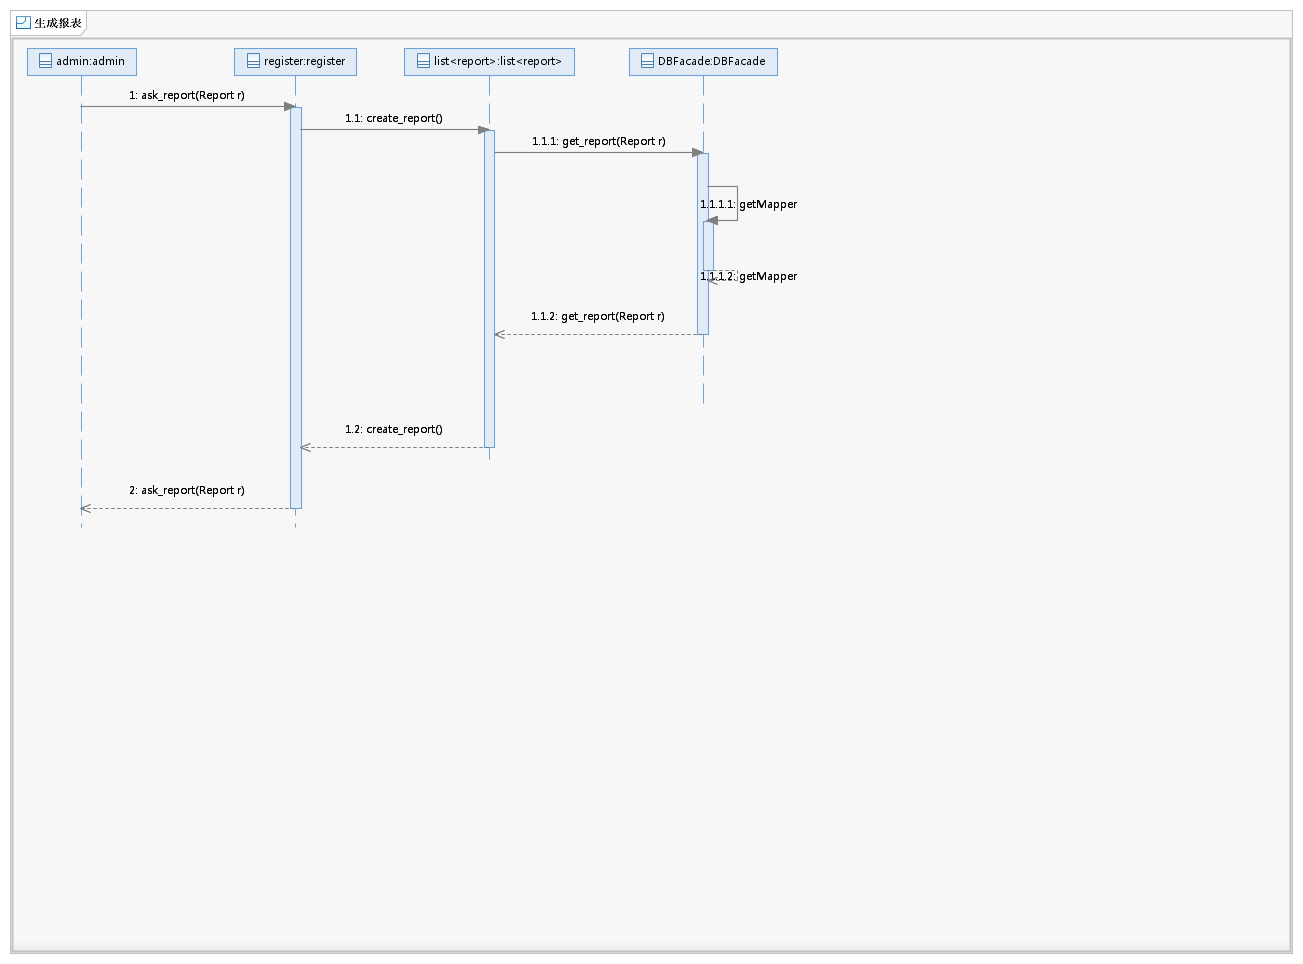 生成报表
admin:admin
register:register
list<report>:list<report>
DBFacade:DBFacade
1: ask_report(Report r)
1.1: create_report()
1.1.1: get_report(Report r)
1.1.1.1: getMapper
1.1.1.2: getMapper
1.1.2: get_report(Report r)
1.2: create_report()
2: ask_report(Report r)